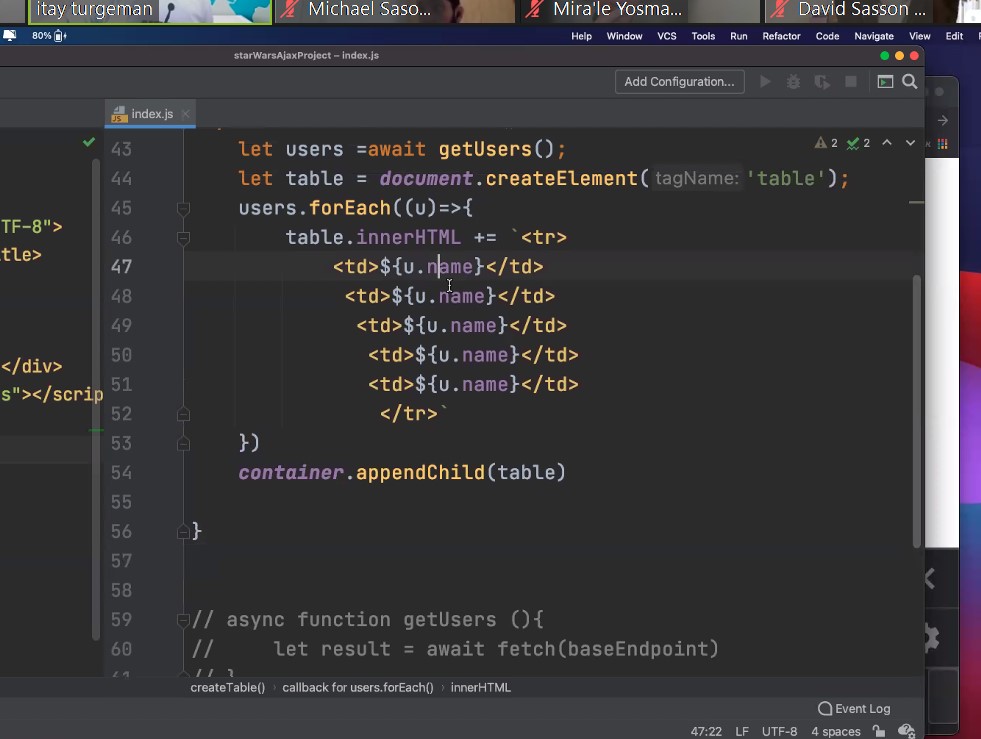 itay turgeman
Michael Saso...
Mira'le Yosma...
David Sasson ...
80%
Help Window VCS Tools Run Refactor Code Navigate View Edit
starWarsAjaxProject – index.js
Add Configuration...
index.js
2 2
TF-8">
tle>
</div>
s"></scrip
43 let users =await getUsers();
44 let table = document.createElement( tagName: 'table');
45 users.forEach((u)=>{
46 table.innerHTML += `<tr>
47 <td>${u.name}</td>
48 <td>${u.name}</td>
49 <td>${u.name}</td>
50 <td>${u.name}</td>
51 <td>${u.name}</td>
52 </tr>`
53 })
54 container.appendChild(table)
55
56 }
57
58
59 // async function getUsers (){
60 // let result = await fetch(baseEndpoint)
61 // }
createTable() › callback for users.forEach() › innerHTML
Event Log
47:22 LF UTF-8 4 spaces